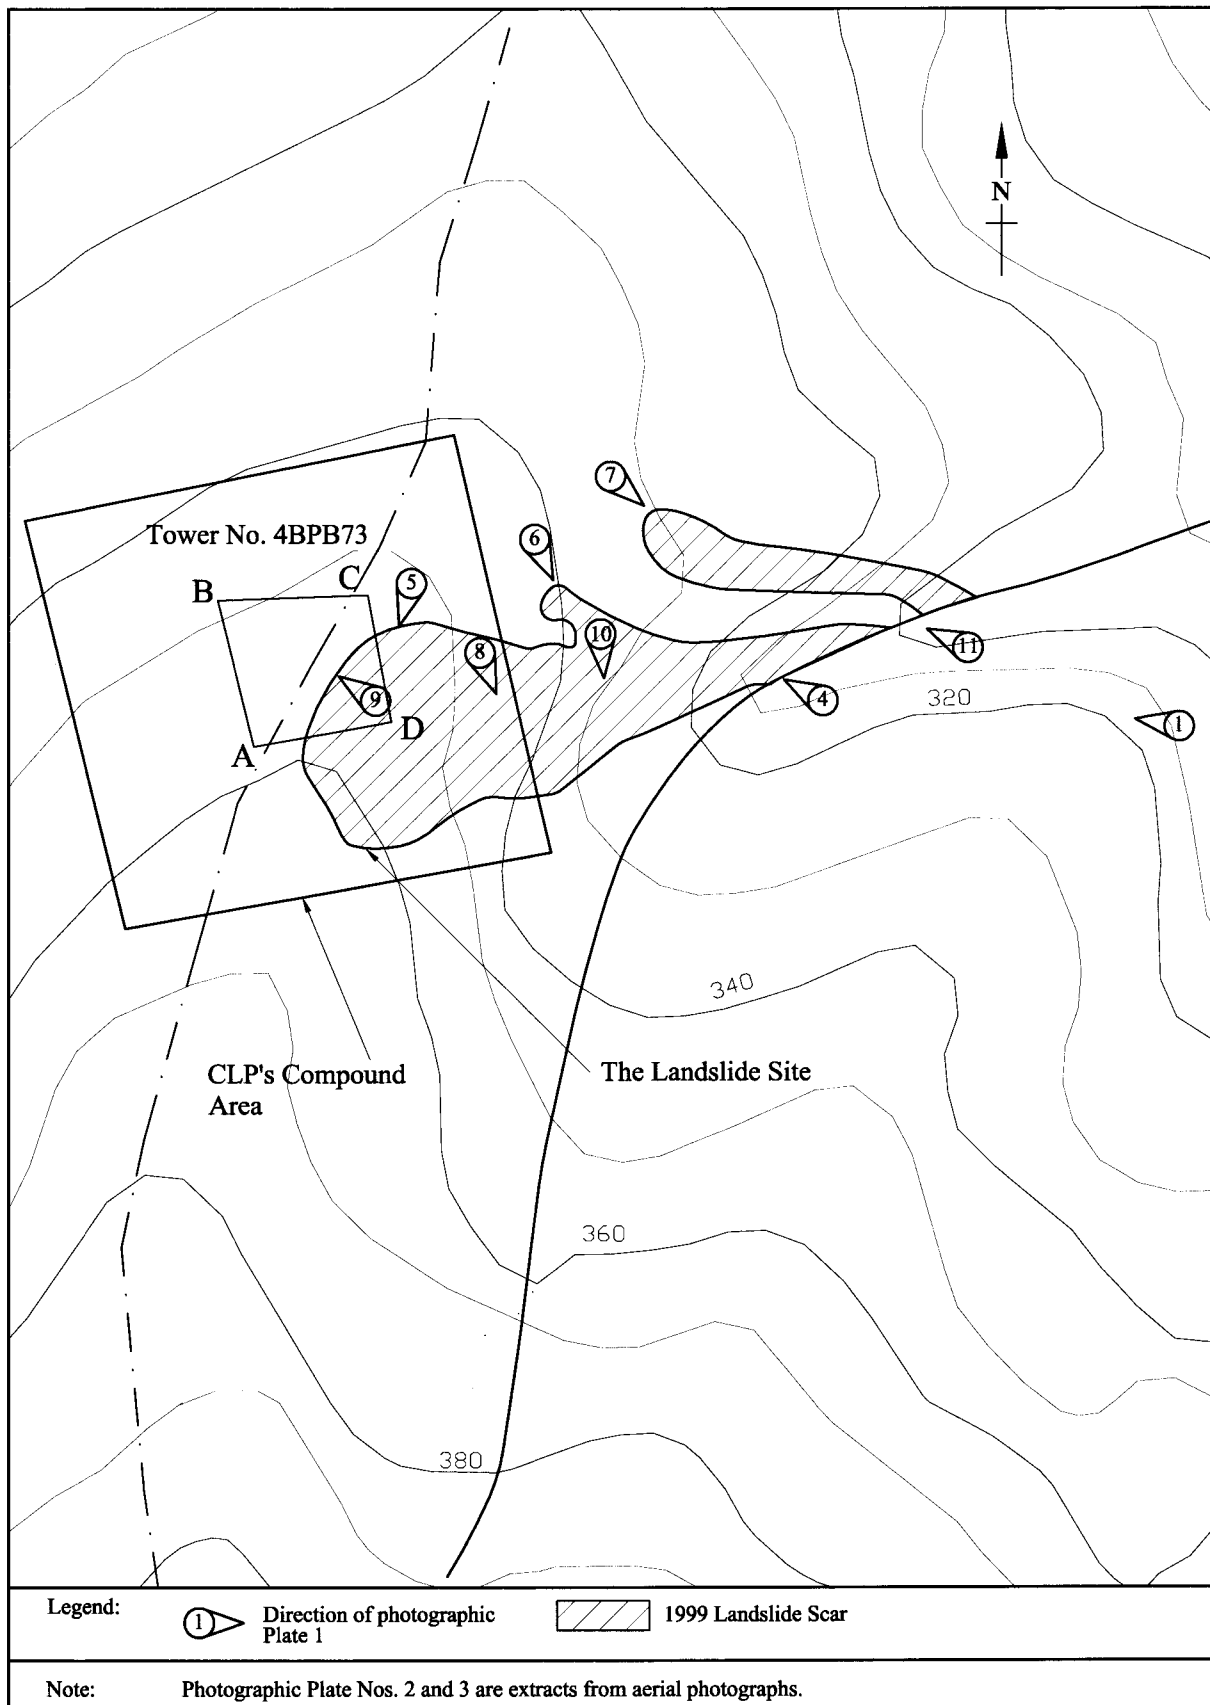 N
7
Tower No. 4BPB73
6
C
5
B
10
8
11
9
4
320
1
D
A
340
CLP's Compound
Area
The Landslide Site
360
380
Legend:
1
Direction of photographic
Plate 1
1999 Landslide Scar
Note:
Photographic Plate Nos. 2 and 3 are extracts from aerial photographs.